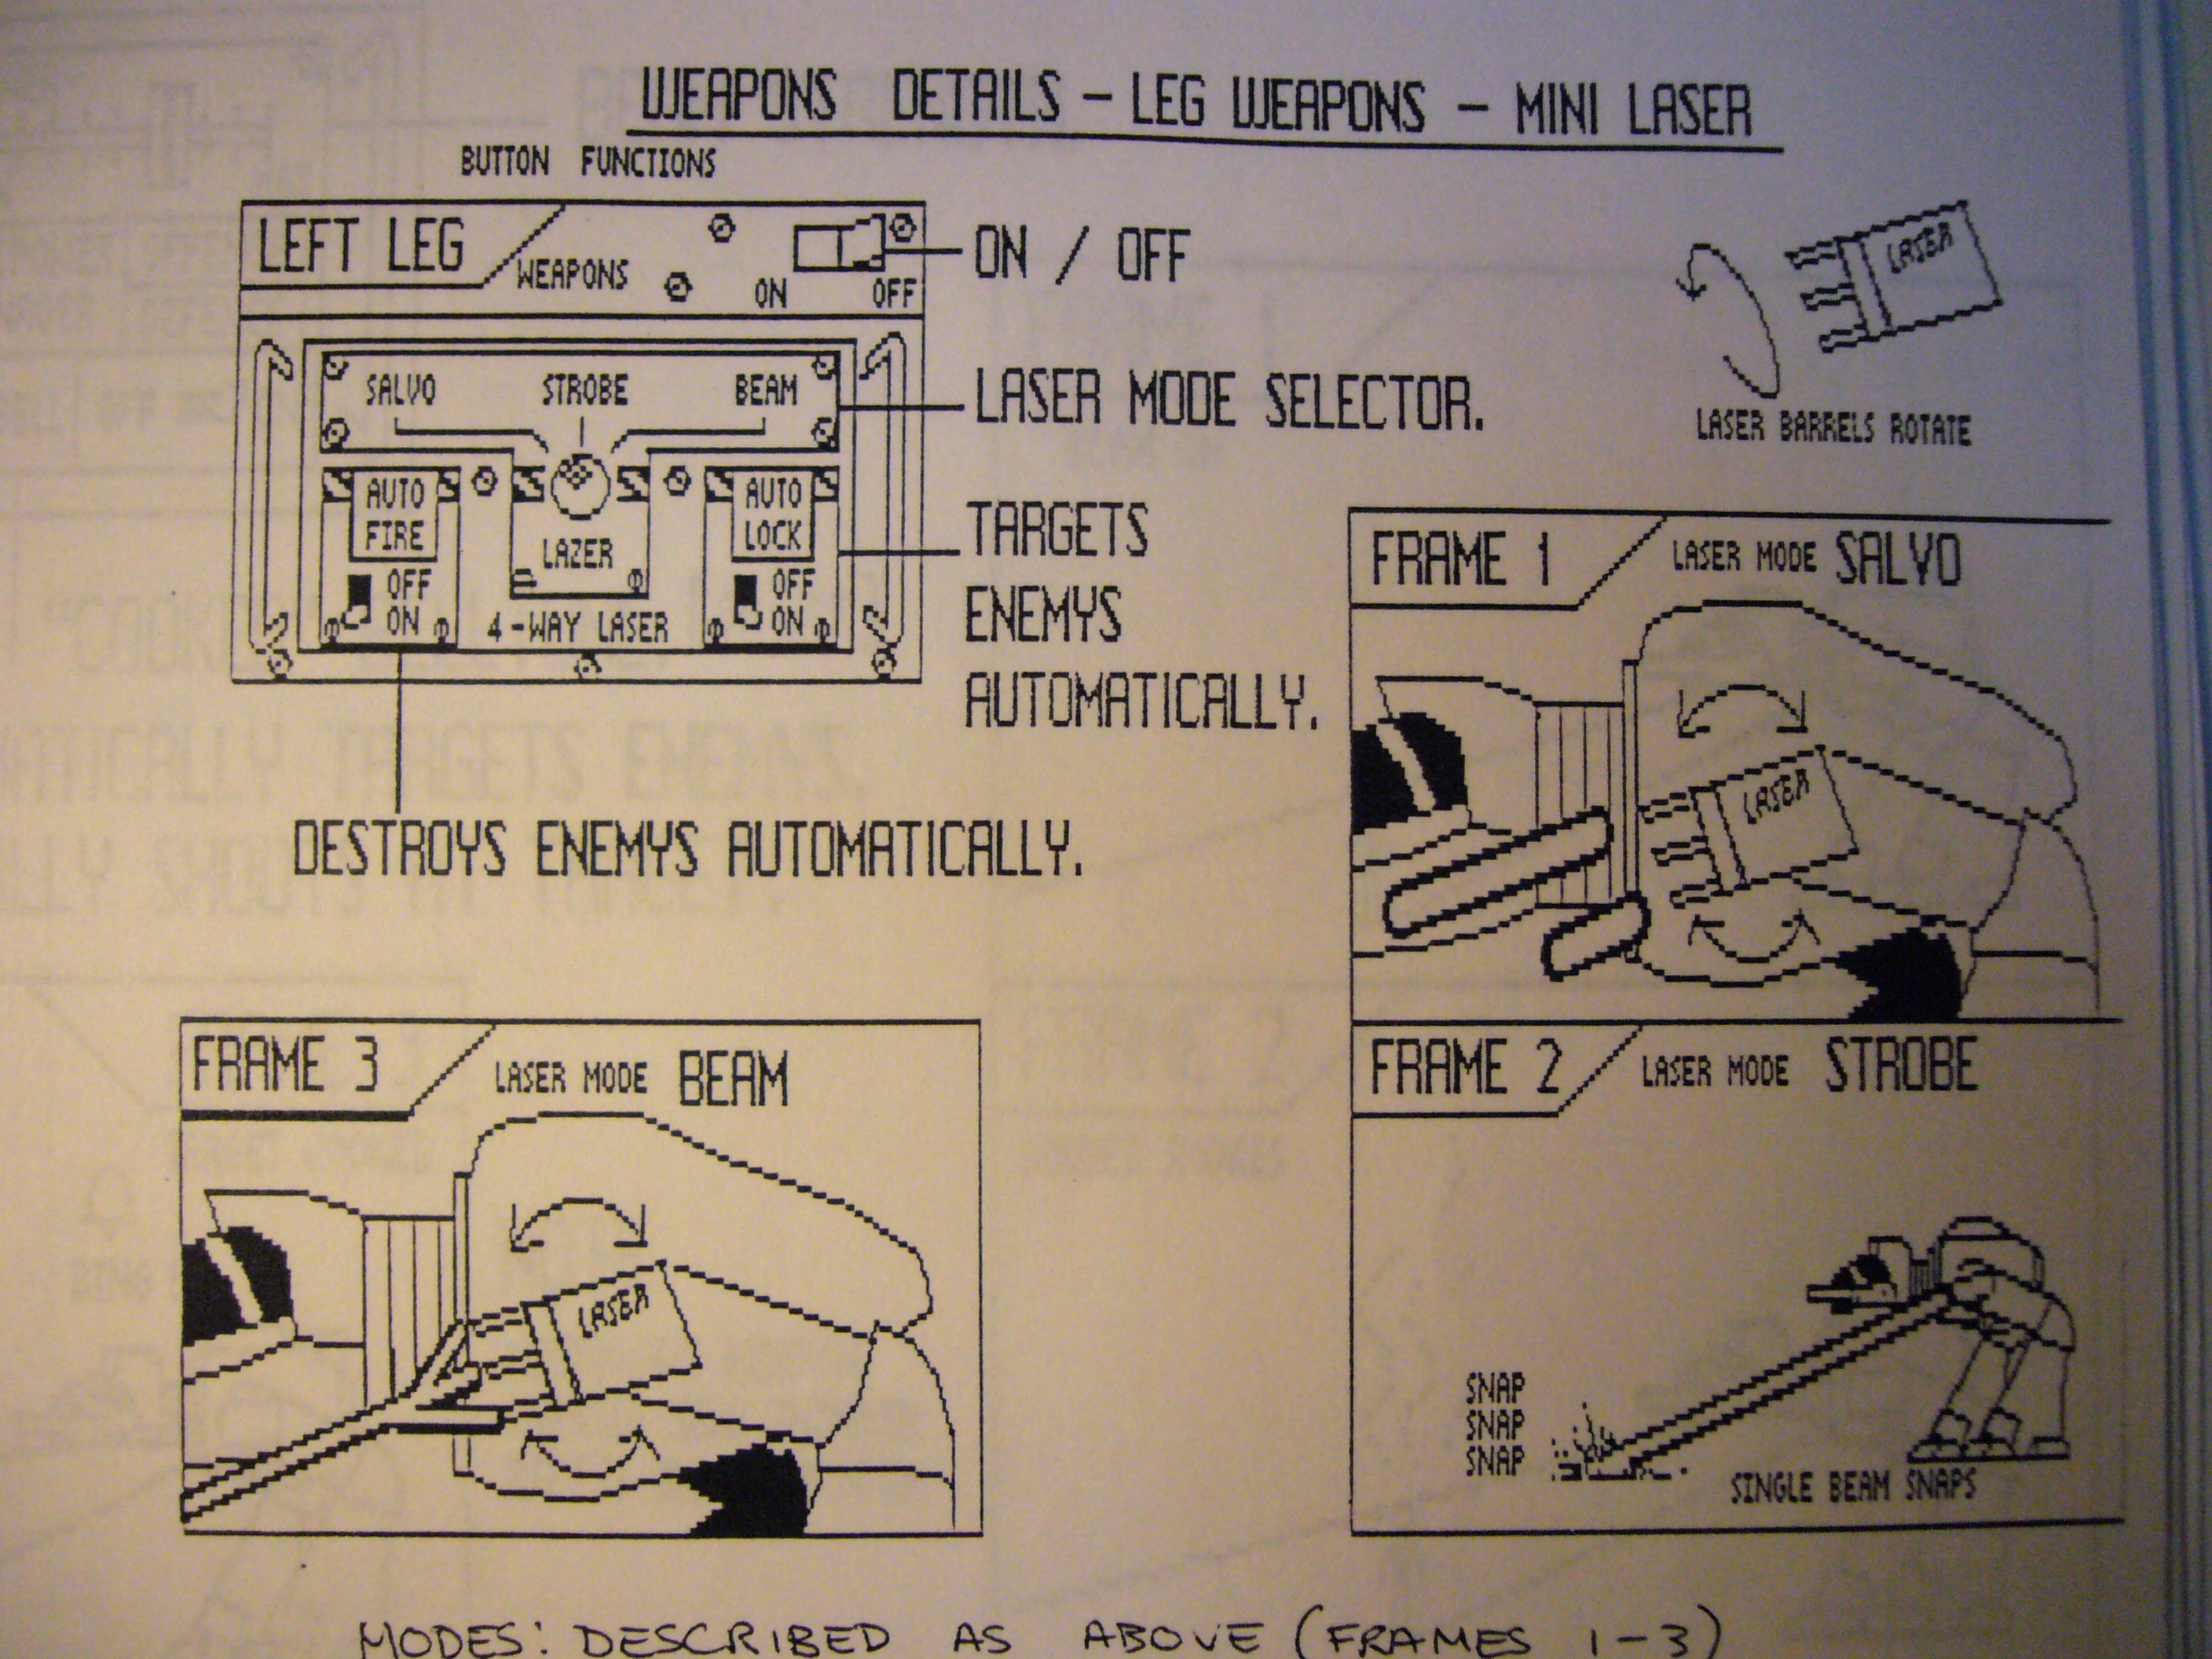 WEAPONS DETAILS - LEG WEAPONS - MINI LASER
BUTTON FUNCTIONS
LEFT LEG
WEAPONS
ON OFF
ON / OFF
SALVO STROBE BEAM
LASER MODE SELECTOR.
AUTO
FIRE
OFF
ON
LAZER
4-WAY LASER
AUTO
LOCK
OFF
ON
TARGETS
ENEMYS
AUTOMATICALLY.
DESTROYS ENEMYS AUTOMATICALLY.
LASER
LASER BARRELS ROTATE
FRAME 1 LASER MODE SALVO
LASER
FRAME 2 LASER MODE STROBE
SNAP
SNAP
SNAP
SINGLE BEAM SNAPS
FRAME 3 LASER MODE BEAM
LASER
MODES: DESCRIBED AS ABOVE (FRAMES 1-3)